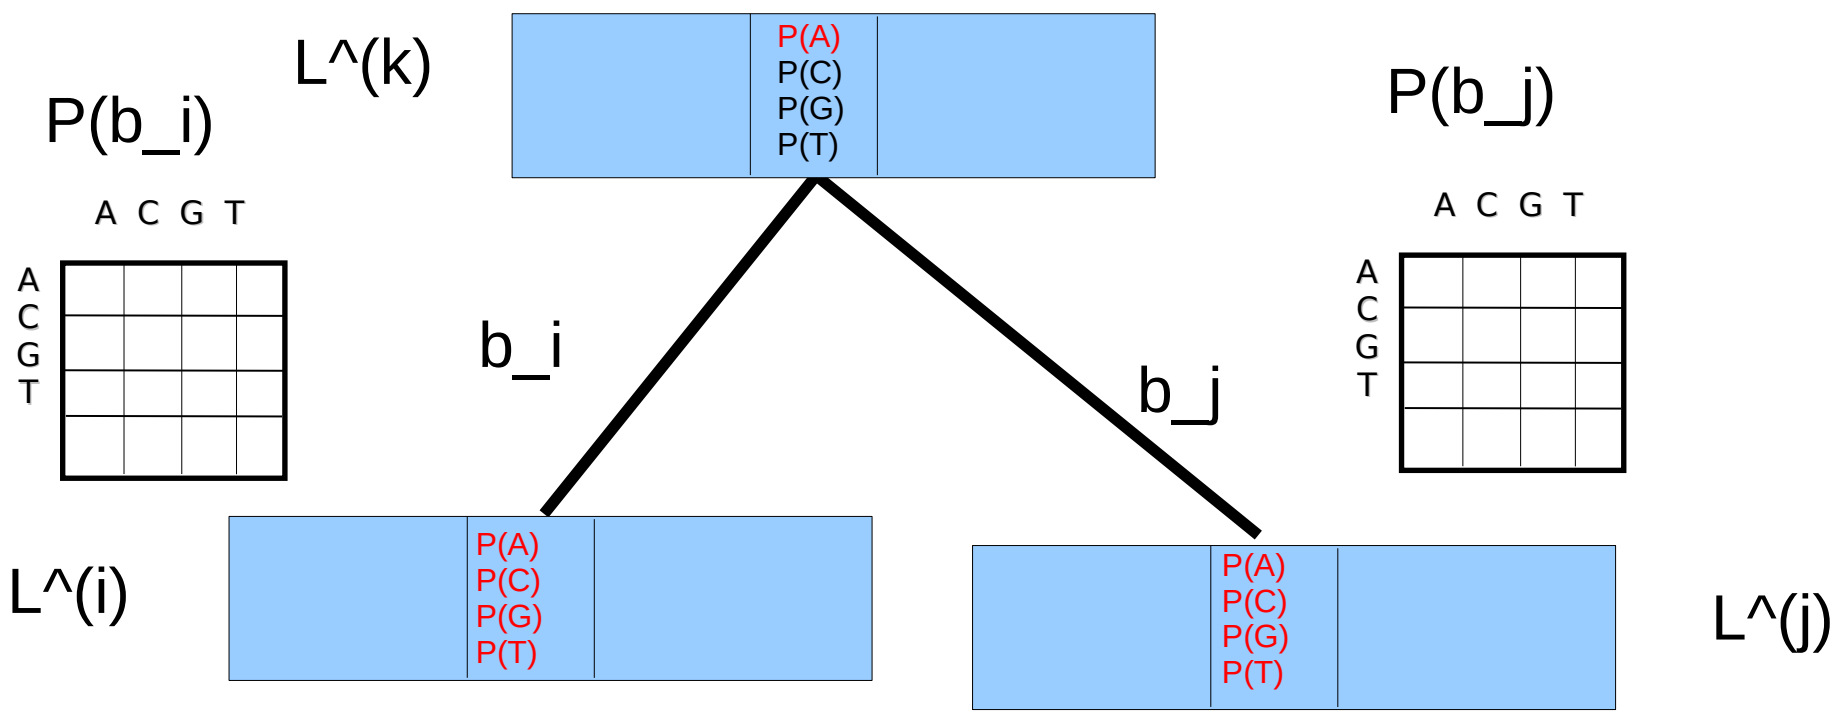 L^(k)
P(A)
P(C)
P(G)
P(T)
P(b_i)
P(b_j)
A C G T
A
C
G
T
A C G T
A
C
G
T
b_i
b_j
L^(i)
P(A)
P(C)
P(G)
P(T)
P(A)
P(C)
P(G)
P(T)
L^(j)